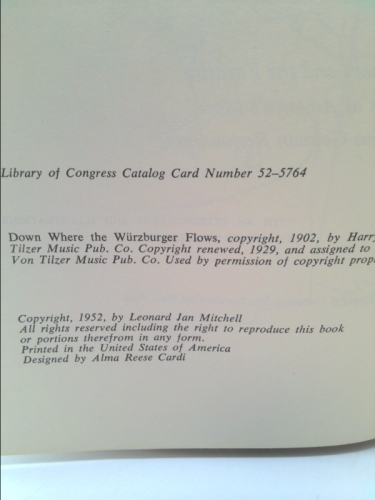 Library of Congress Catalog Card Number 52–5764
Down Where the Würzburger Flows, copyright, 1902, by Harry
Tilzer Music Pub. Co. Copyright renewed, 1929, and assigned to
Von Tilzer Music Pub. Co. Used by permission of copyright prop
Copyright, 1952, by Leonard Jan Mitchell
All rights reserved including the right to reproduce this book
or portions therefrom in any form.
Printed in the United States of America
Designed by Alma Reese Cardi